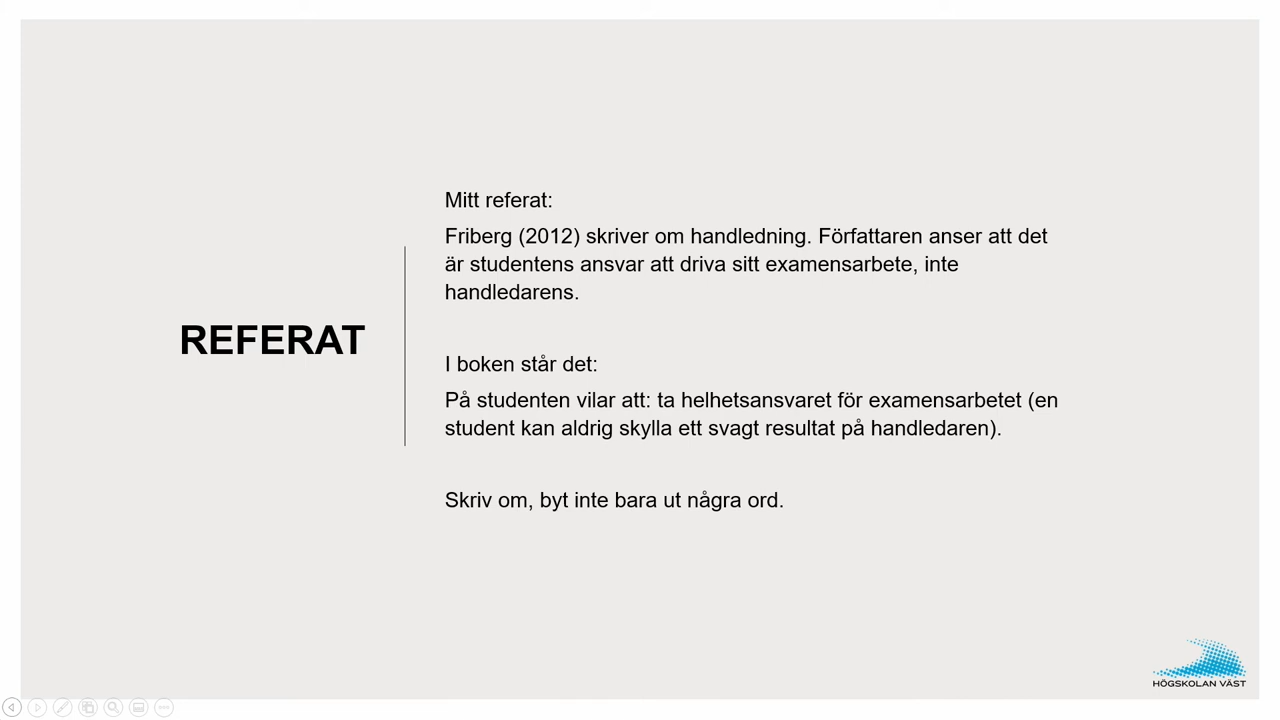 REFERAT
Mitt referat:
Friberg (2012) skriver om handledning. Författaren anser att det
är studentens ansvar att driva sitt examensarbete, inte
handledarens.
I boken står det:
På studenten vilar att: ta helhetsansvaret för examensarbetet (en
student kan aldrig skylla ett svagt resultat på handledaren).
Skriv om, byt inte bara ut några ord.
HÖGSKOLAN VÄST